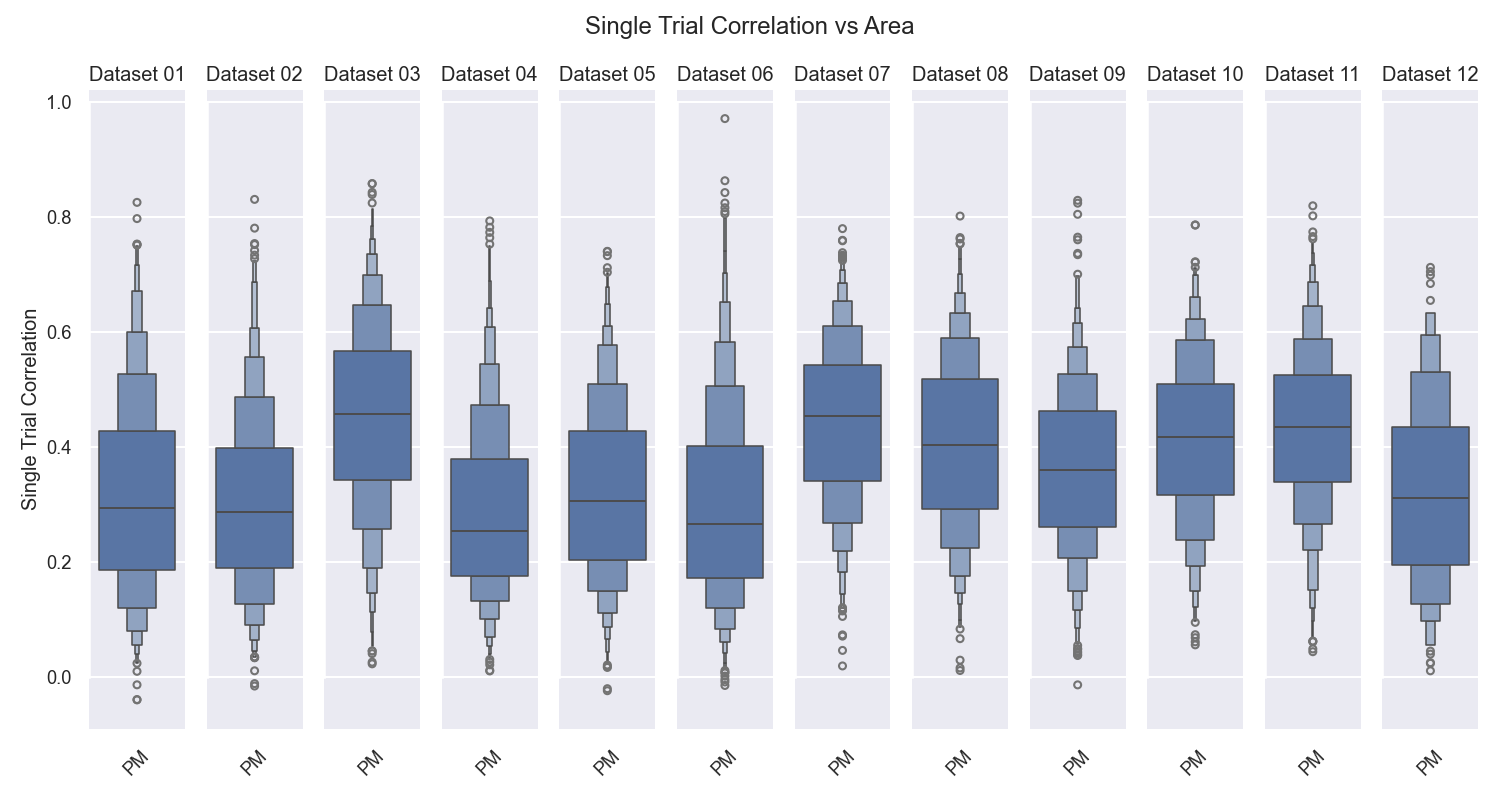 Single Trial Correlation vs Area
Dataset 01 Dataset 02 Dataset 03 Dataset 04 Dataset 05 Dataset 06 Dataset 07 Dataset 08 Dataset 09 Dataset 10 Dataset 11 Dataset 12
1.0
0.8
0.6
0.4
0.2
0.0
Single Trial Correlation
PM PM PM PM PM PM PM PM PM PM PM PM